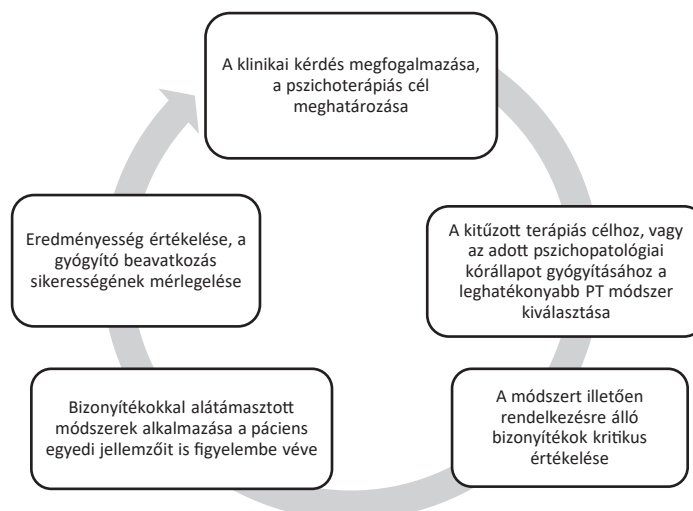 A klinikai kérdés megfogalmazása,
a pszichoterápiás cél
meghatározása
A kitűzött terápiás célhoz, vagy
az adott pszichopatológiai
kórállapot gyógyításához a
leghatékonyabb PT módszer
kiválasztása
A módszert illetően
rendelkezésre álló
bizonyítékok kritikus
értékelése
Bizonyítékokkal alátámasztott
módszerek alkalmazása a páciens
egyedi jellemzőit is figyelembe véve
Eredményesség értékelése, a
gyógyító beavatkozás
sikerességének mérlegelése